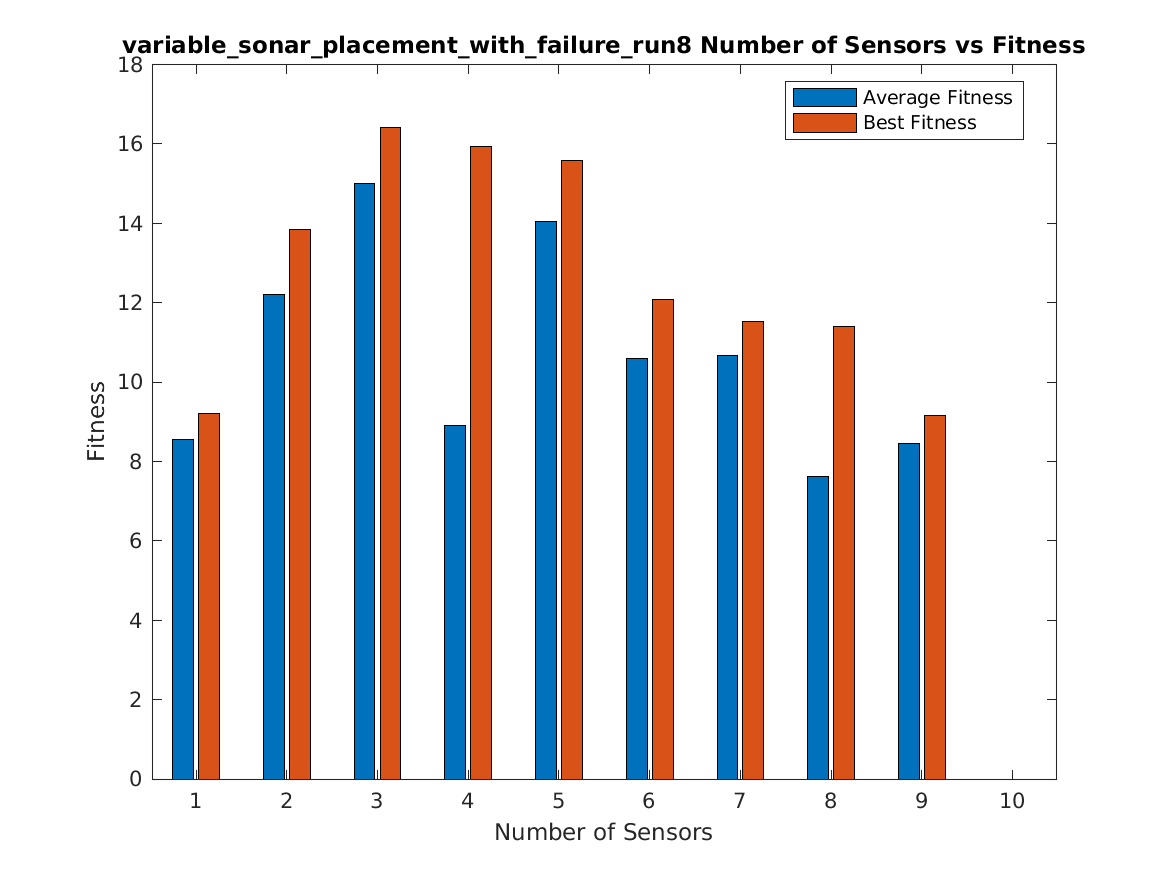 variable_sonar_placement_with_failure_run8 Number of Sensors vs Fitness
18
16
14
12
10
8
6
4
2
0
Fitness
Average Fitness
Best Fitness
1 2 3 4 5 6 7 8 9 10
Number of Sensors